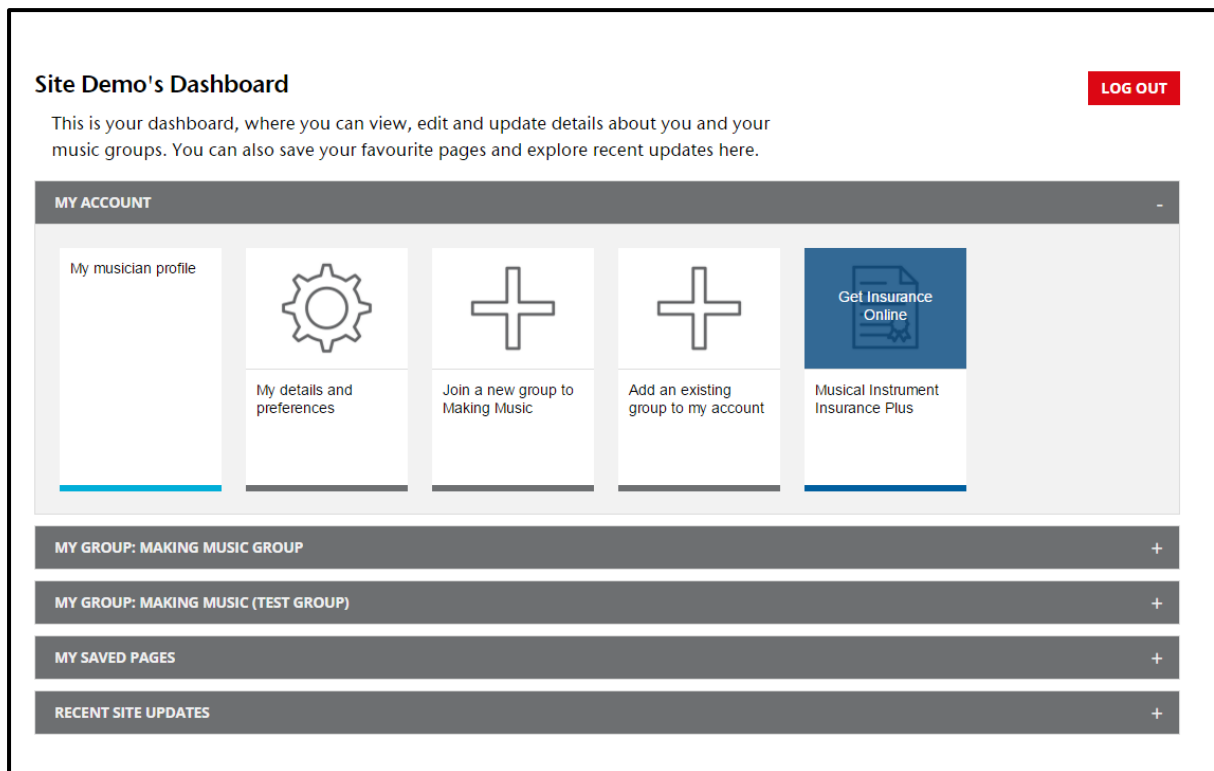 Site Demo's Dashboard
LOG OUT
This is your dashboard, where you can view, edit and update details about you and your
music groups. You can also save your favourite pages and explore recent updates here.
MY ACCOUNT
-
My musician profile
My details and
preferences
Join a new group to
Making Music
Add an existing
group to my account
Get Insurance
Online
Musical Instrument
Insurance Plus
MY GROUP: MAKING MUSIC GROUP
+
MY GROUP: MAKING MUSIC (TEST GROUP)
+
MY SAVED PAGES
+
RECENT SITE UPDATES
+